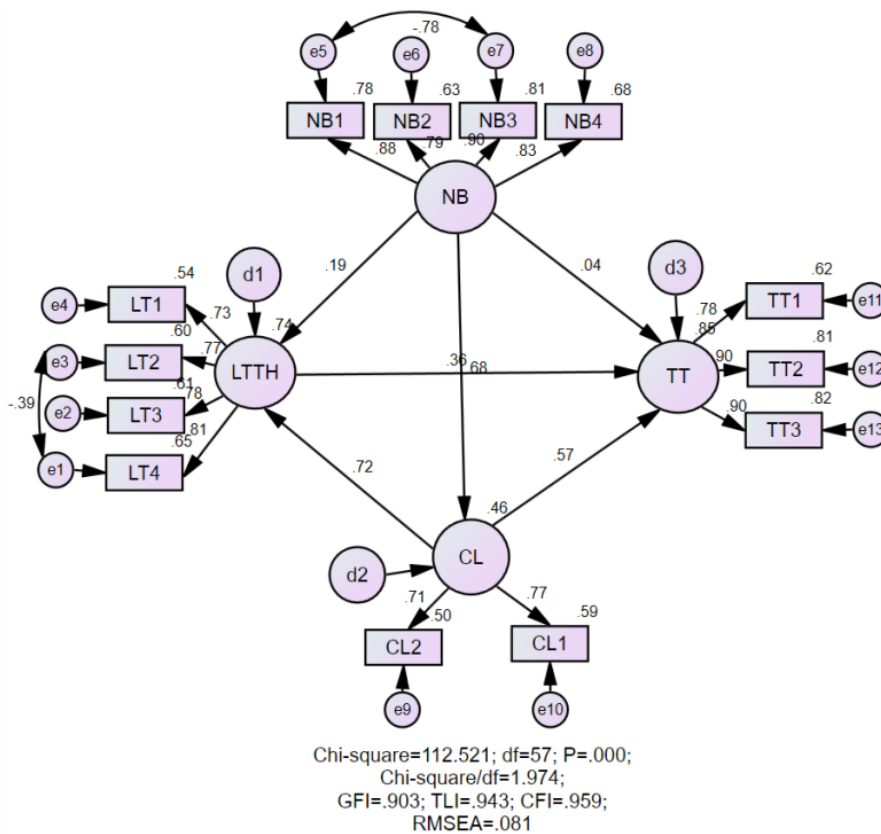 -.78
e5 e6 e7 e8
.78 .63 .81 .68
NB1 NB2 NB3 NB4
.88 .79 .90 .83
NB
d1 .19 .04 d3
.54 .62
e4 LT1 .73 .74 .78 TT1 e11
.60 .85 .81
e3 LT2 .77 LTTH .36 .68 TT .90 TT2 e12
.61 .78 .82
-.39 e2 LT3 .90 TT3 e13
.81
.65
e1 LT4 .72 .57
.46
d2 CL
.71 .77
.50 .59
CL2 CL1
e9 e10
Chi-square=112.521; df=57; P=.000;
Chi-square/df=1.974;
GFI=.903; TLI=.943; CFI=.959;
RMSEA=.081